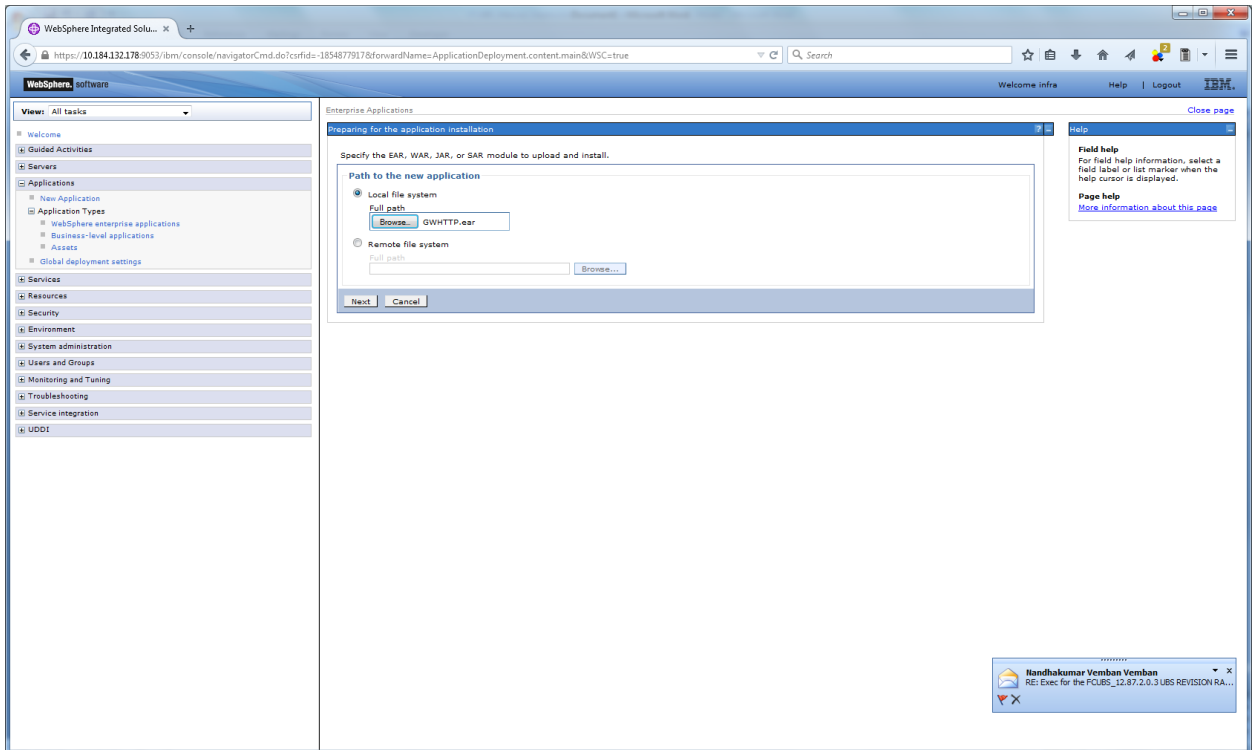 WebSphere Integrated Solu... × +
https://10.184.132.178:9053/ibm/console/navigatorCmd.do?csrfid=-1854877917&forwardName=ApplicationDeployment.content.main&WSC=true
Search
2
WebSphere. software
Welcome infra
Help | Logout
IBM.
View: All tasks
Welcome
Guided Activities
Servers
Applications
New Application
Application Types
WebSphere enterprise applications
Business-level applications
Assets
Global deployment settings
Services
Resources
Security
Environment
System administration
Users and Groups
Monitoring and Tuning
Troubleshooting
Service integration
UDDI
Enterprise Applications
Close page
Preparing for the application installation
? -
Specify the EAR, WAR, JAR, or SAR module to upload and install.
Path to the new application
Local file system
Full path
Browse... GWHTTP.ear
Remote file system
Full path
Browse...
Next Cancel
Help
Field help
For field help information, select a
field label or list marker when the
help cursor is displayed.
Page help
More information about this page
Nandhakumar Vemban Vemban
RE: Exec for the FCUBS_12.87.2.0.3 UBS REVISION RA...